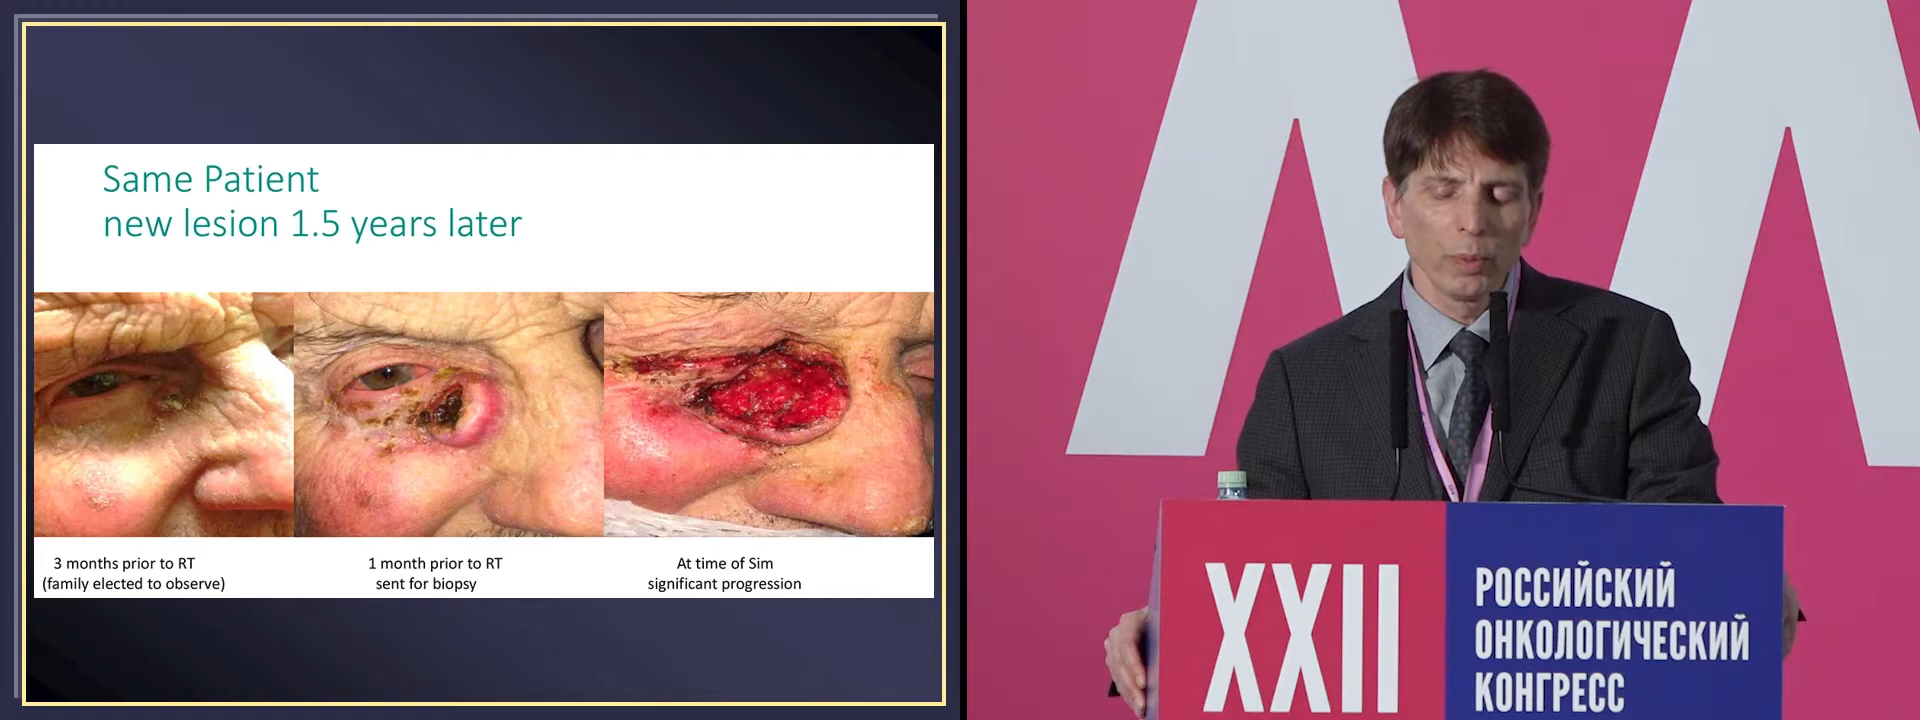 Same Patient
new lesion 1.5 years later
3 months prior to RT
(family elected to observe)
1 month prior to RT
sent for biopsy
At time of Sim
significant progression
XXII
РОССИЙСКИЙ
ОНКОЛОГИЧЕСКИЙ
КОНГРЕСС